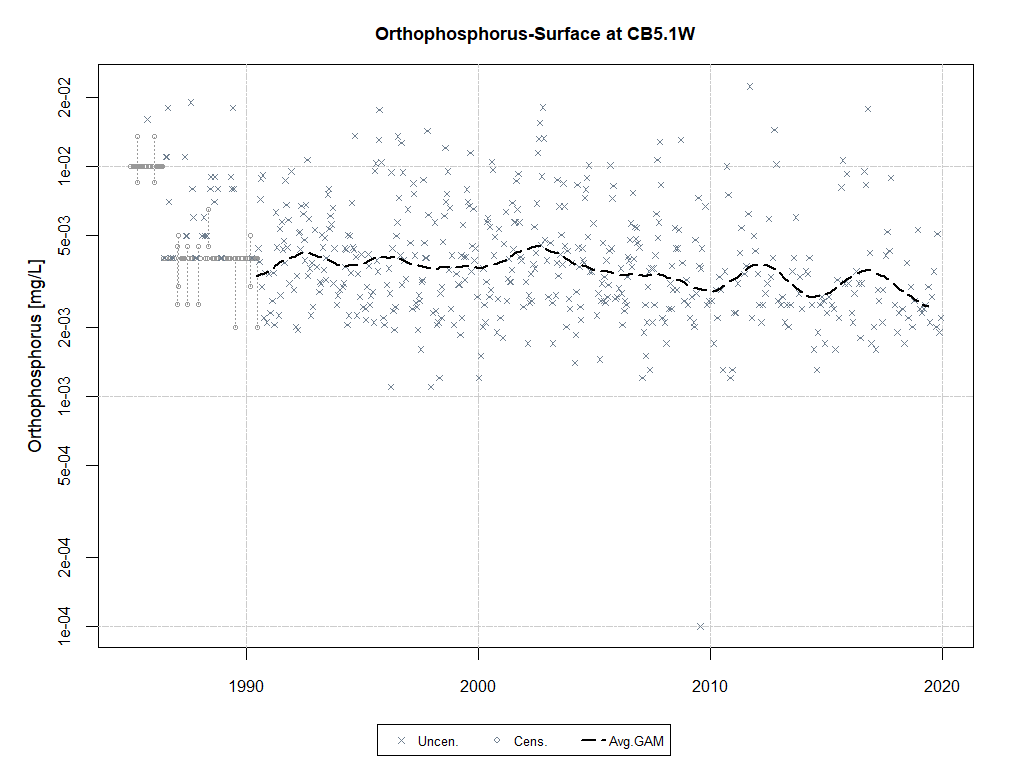 Orthophosphorus-Surface at CB5.1W
Orthophosphorus [mg/L]
2e-02
1e-02
5e-03
2e-03
1e-03
5e-04
2e-04
1e-04
1990 2000 2010 2020
Uncen. Cens. Avg.GAM